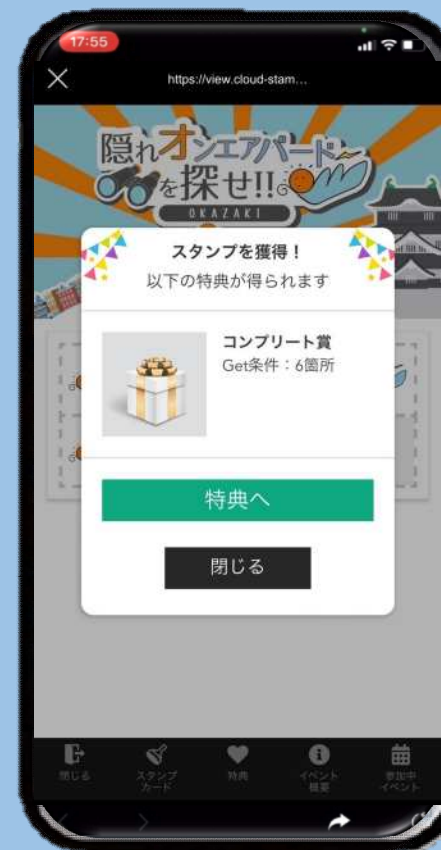 17:55
https://view.cloud-stam...
隠れオンエアバード
を探せ!!
OKAZAKI
スタンプを獲得！
以下の特典が得られます
コンプリート賞
Get条件：6箇所
特典へ
閉じる
閉じる
スタンプ
カード
特典
イベント
概要
参加中
イベント